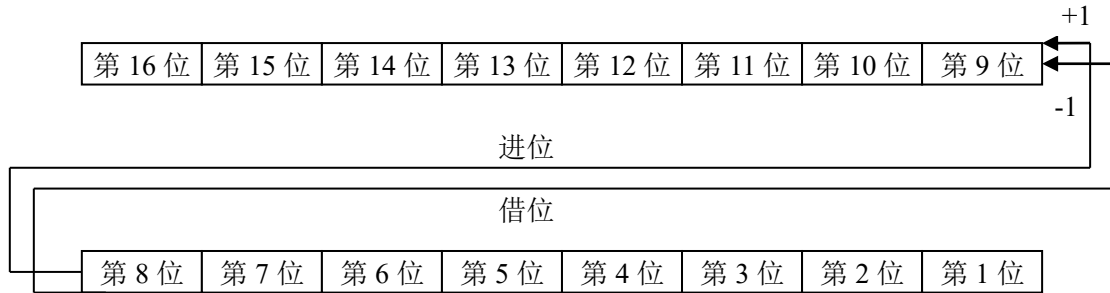 +1
第 16 位 第 15 位 第 14 位 第 13 位 第 12 位 第 11 位 第 10 位 第 9 位
-1
进位
借位
第 8 位 第 7 位 第 6 位 第 5 位 第 4 位 第 3 位 第 2 位 第 1 位